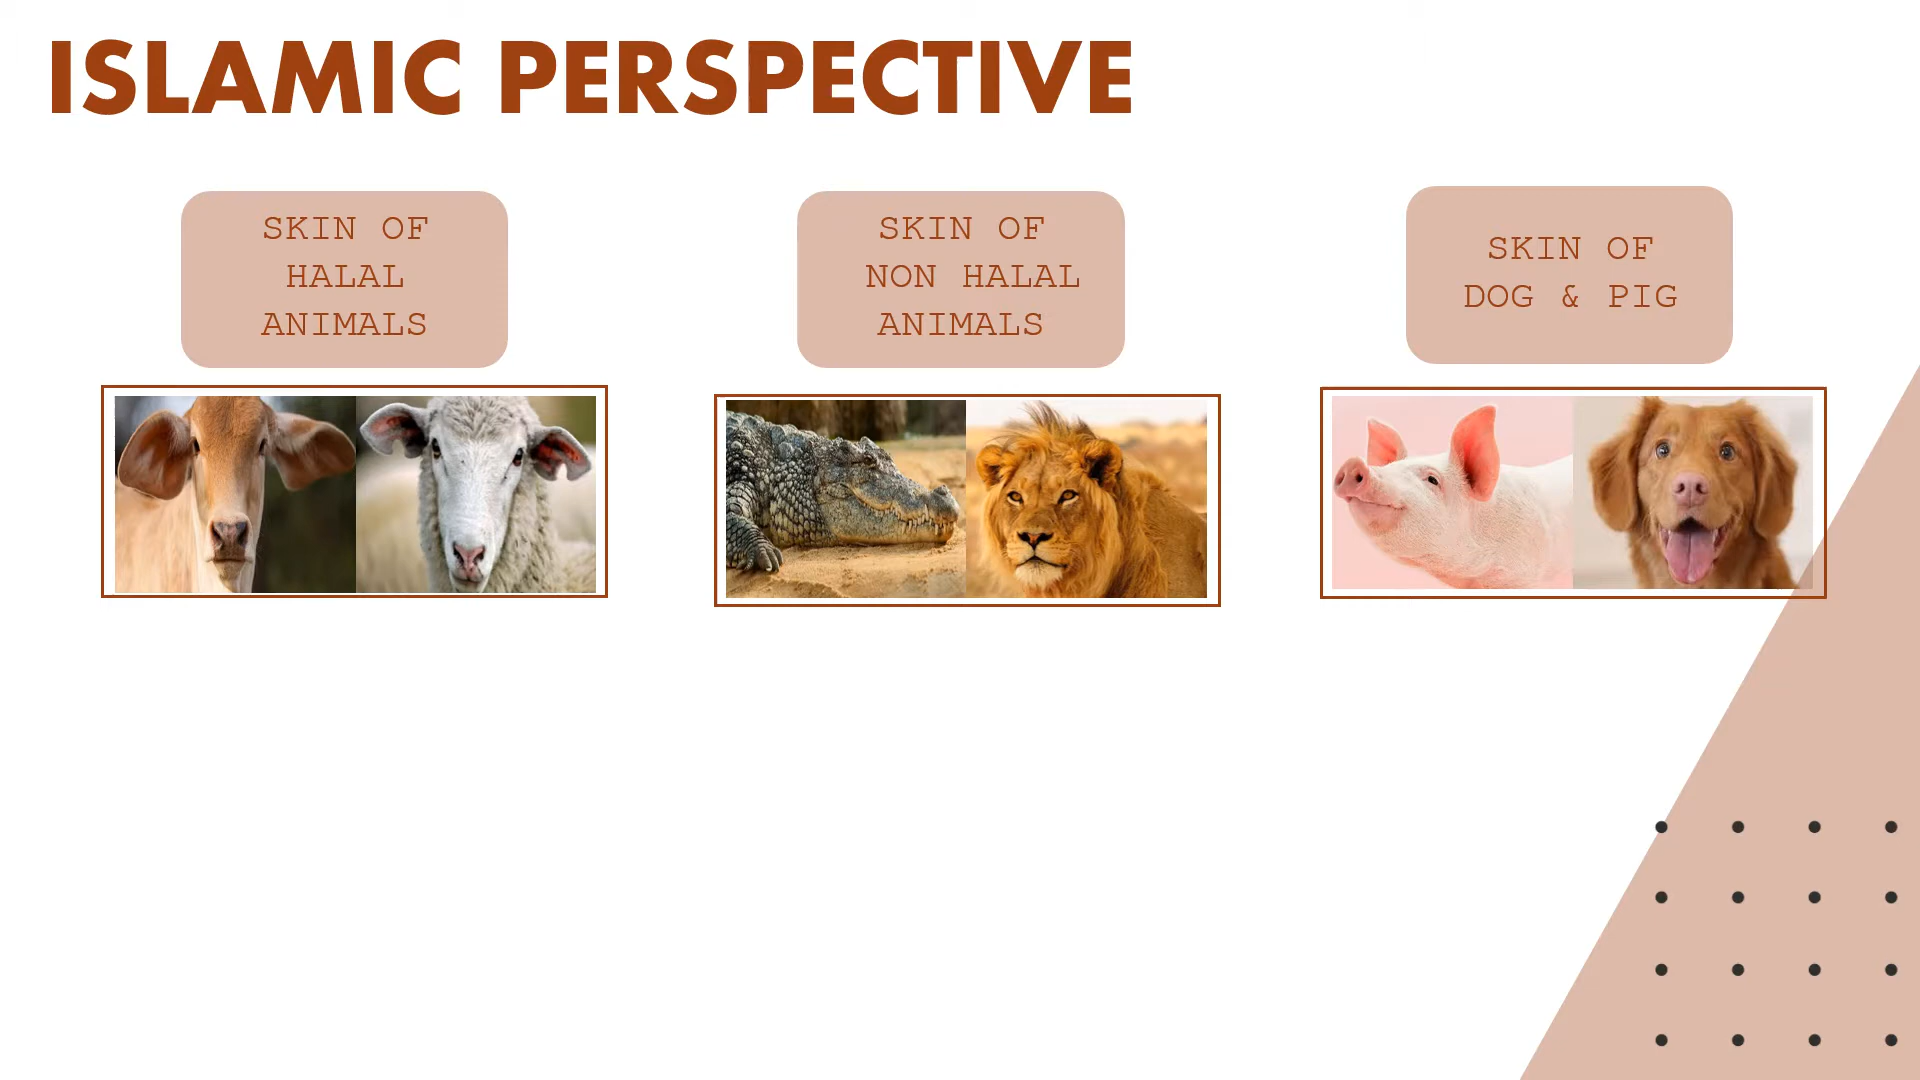 ISLAMIC PERSPECTIVE
SKIN OF
HALAL
ANIMALS
SKIN OF
NON HALAL
ANIMALS
SKIN OF
DOG & PIG